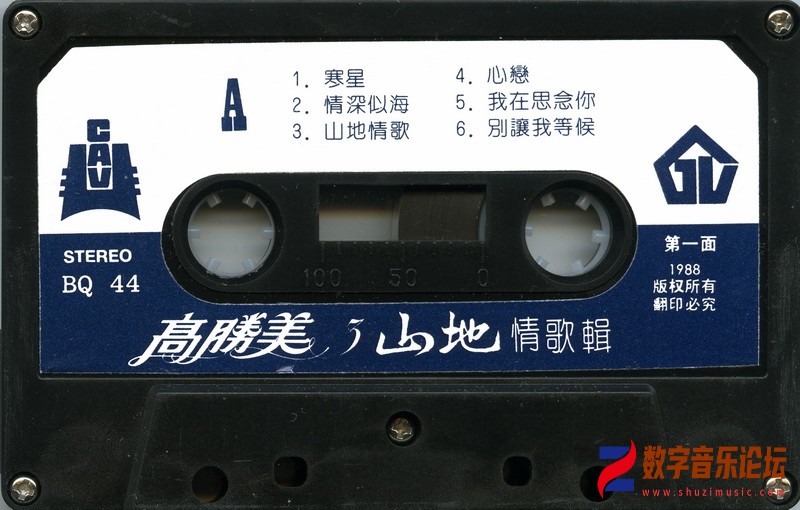 A
1. 寒星
2. 情深似海
3. 山地情歌
4. 心戀
5. 我在思念你
6. 別讓我等候
CAV
GTV
STEREO
BQ 44
100 50 0
第一面
1988
版权所有
翻印必究
高勝美 3 山地情歌輯
数字音乐论坛
www.shuzimusic.com